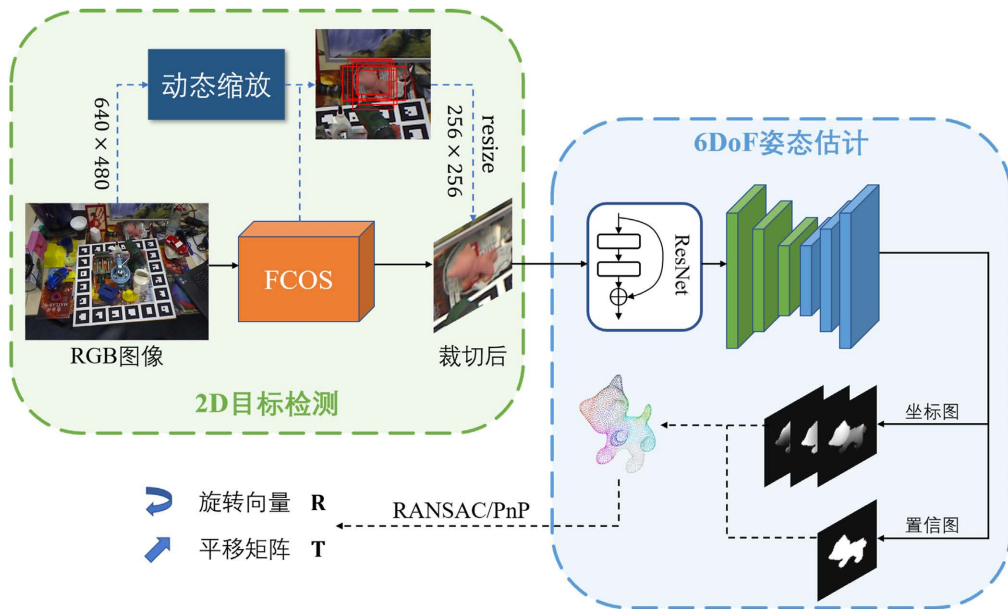 动态缩放
640×480
resize
256×256
FCOS
RGB图像
裁切后
2D目标检测
6DoF姿态估计
ResNet
坐标图
置信图
RANSAC/PnP
旋转向量 R
平移矩阵 T